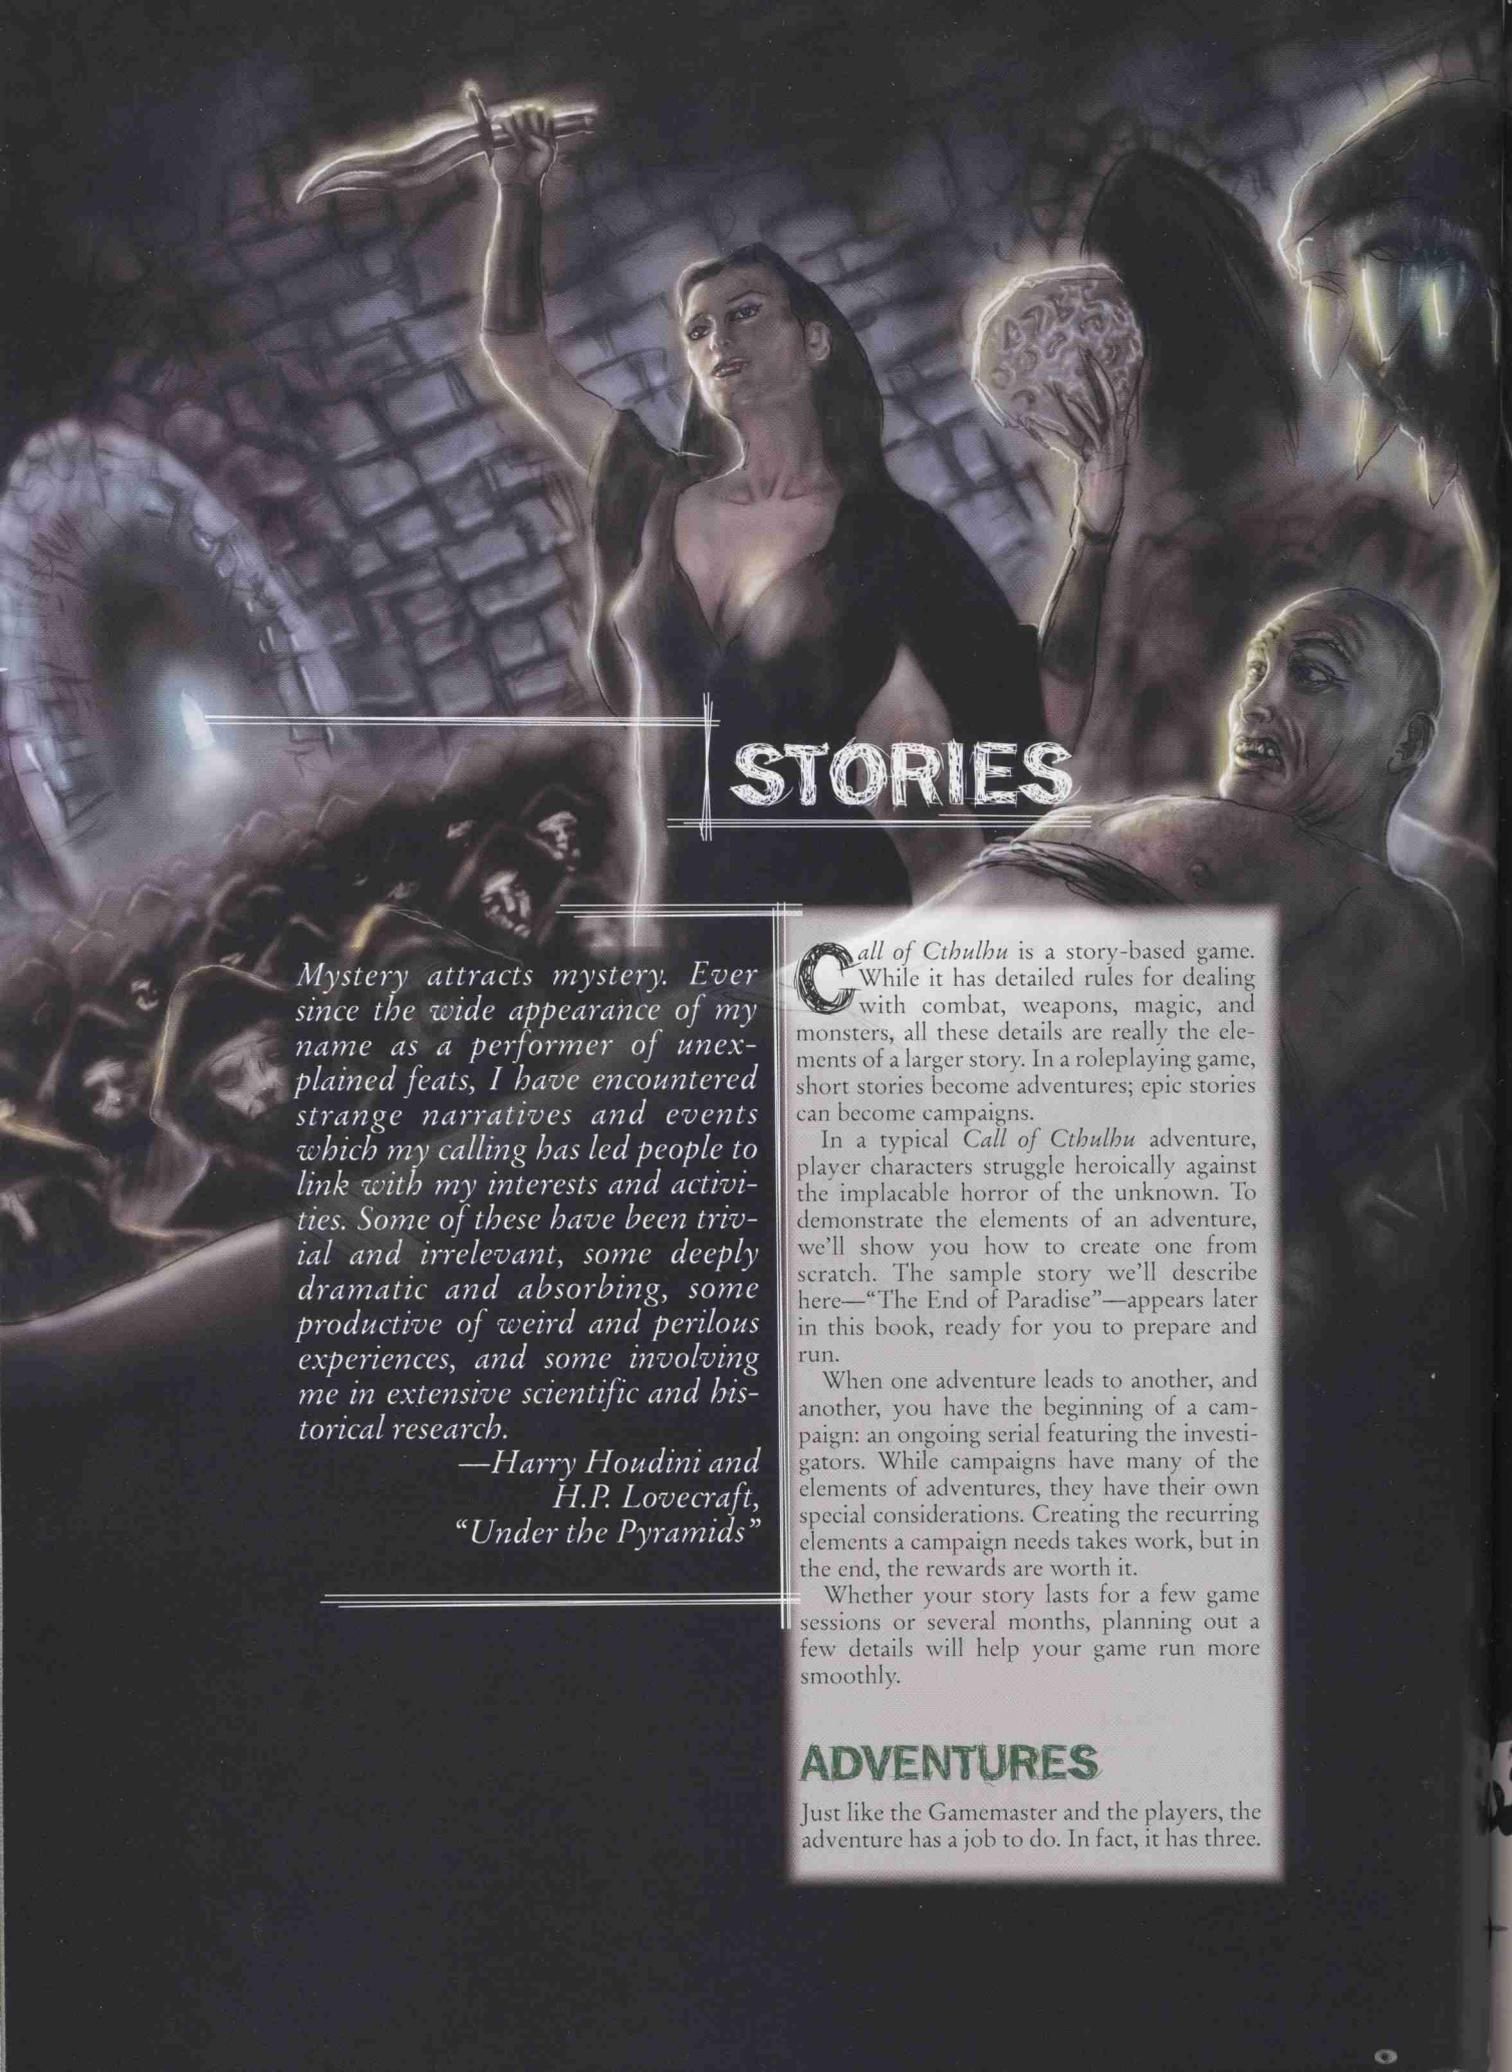 STORIES
Mystery attracts mystery. Ever
since the wide appearance of my
name as a performer of unex-
plained feats, I have encountered
strange narratives and events
which my calling has led people to
link with my interests and activi-
ties. Some of these have been triv-
ial and irrelevant, some deeply
dramatic and absorbing, some
productive of weird and perilous
experiences, and some involving
me in extensive scientific and his-
torical research.
—Harry Houdini and
H.P. Lovecraft,
“Under the Pyramids”
Call of Cthulhu is a story-based game.
While it has detailed rules for dealing
with combat, weapons, magic, and
monsters, all these details are really the ele-
ments of a larger story. In a roleplaying game,
short stories become adventures; epic stories
can become campaigns.
In a typical Call of Cthulhu adventure,
player characters struggle heroically against
the implacable horror of the unknown. To
demonstrate the elements of an adventure,
we'll show you how to create one from
scratch. The sample story we'll describe
here—“The End of Paradise”—appears later
in this book, ready for you to prepare and
run.
When one adventure leads to another, and
another, you have the beginning of a cam-
paign: an ongoing serial featuring the investi-
gators. While campaigns have many of the
elements of adventures, they have their own
special considerations. Creating the recurring
elements a campaign needs takes work, but in
the end, the rewards are worth it.
Whether your story lasts for a few game
sessions or several months, planning out a
few details will help your game run more
smoothly.
ADVENTURES
Just like the Gamemaster and the players, the
adventure has a job to do. In fact, it has three.